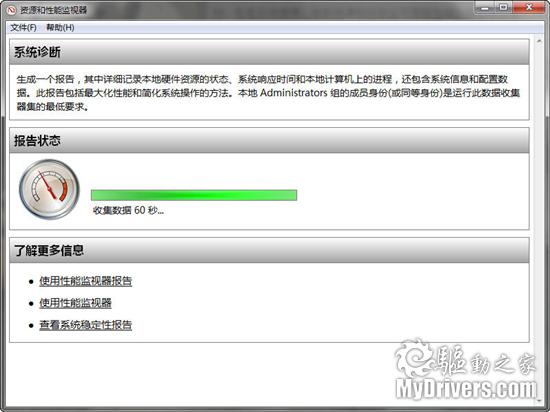 资源和性能监视器
文件(F) 帮助(H)
系统诊断
生成一个报告，其中详细记录本地硬件资源的状态、系统响应时间和本地计算机上的进程，还包含系统信息和配置数
据。此报告包括最大化性能和简化系统操作的方法。本地 Administrators 组的成员身份(或同等身份)是运行此数据收集
器集的最低要求。
报告状态
收集数据 60 秒...
了解更多信息
使用性能监视器报告
使用性能监视器
查看系统稳定性报告
驱動之家
MyDrivers.com